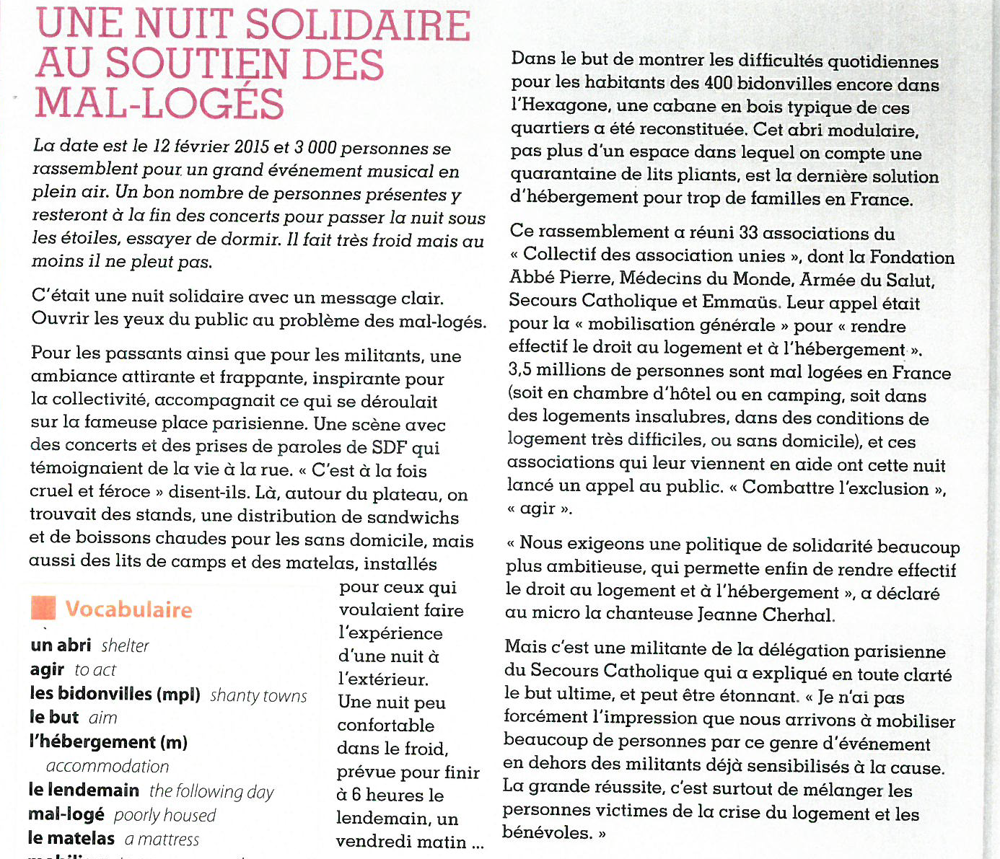 UNE NUIT SOLIDAIRE
AU SOUTIEN DES
MAL-LOGÉS
La date est le 12 février 2015 et 3 000 personnes se
rassemblent pour un grand événement musical en
plein air. Un bon nombre de personnes présentes y
resteront à la fin des concerts pour passer la nuit sous
les étoiles, essayer de dormir. Il fait très froid mais au
moins il ne pleut pas.
C'était une nuit solidaire avec un message clair.
Ouvrir les yeux du public au problème des mal-logés.
Pour les passants ainsi que pour les militants, une
ambiance attirante et frappante, inspirante pour
la collectivité, accompagnait ce qui se déroulait
sur la fameuse place parisienne. Une scène avec
des concerts et des prises de paroles de SDF qui
témoignaient de la vie à la rue. « C'est à la fois
cruel et féroce » disent-ils. Là, autour du plateau, on
trouvait des stands, une distribution de sandwichs
et de boissons chaudes pour les sans domicile, mais
aussi des lits de camps et des matelas, installés
pour ceux qui
voulaient faire
l'expérience
d'une nuit à
l'extérieur.
Une nuit peu
confortable
dans le froid,
prévue pour finir
à 6 heures le
lendemain, un
vendredi matin ...
Vocabulaire
un abri shelter
agir to act
les bidonvilles (mpl) shanty towns
le but aim
l'hébergement (m)
accommodation
le lendemain the following day
mal-logé poorly housed
le matelas a mattress
Dans le but de montrer les difficultés quotidiennes
pour les habitants des 400 bidonvilles encore dans
l'Hexagone, une cabane en bois typique de ces
quartiers a été reconstituée. Cet abri modulaire,
pas plus d'un espace dans lequel on compte une
quarantaine de lits pliants, est la dernière solution
d'hébergement pour trop de familles en France.
Ce rassemblement a réuni 33 associations du
« Collectif des association unies », dont la Fondation
Abbé Pierre, Médecins du Monde, Armée du Salut,
Secours Catholique et Emmaüs. Leur appel était
pour la « mobilisation générale » pour « rendre
effectif le droit au logement et à l'hébergement ».
3,5 millions de personnes sont mal logées en France
(soit en chambre d'hôtel ou en camping, soit dans
des logements insalubres, dans des conditions de
logement très difficiles, ou sans domicile), et ces
associations qui leur viennent en aide ont cette nuit
lancé un appel au public. « Combattre l'exclusion »,
« agir ».
« Nous exigeons une politique de solidarité beaucoup
plus ambitieuse, qui permette enfin de rendre effectif
le droit au logement et à l'hébergement », a déclaré
au micro la chanteuse Jeanne Cherhal.
Mais c'est une militante de la délégation parisienne
du Secours Catholique qui a expliqué en toute clarté
le but ultime, et peut être étonnant. « Je n'ai pas
forcément l'impression que nous arrivons à mobiliser
beaucoup de personnes par ce genre d'événement
en dehors des militants déjà sensibilisés à la cause.
La grande réussite, c'est surtout de mélanger les
personnes victimes de la crise du logement et les
bénévoles. »